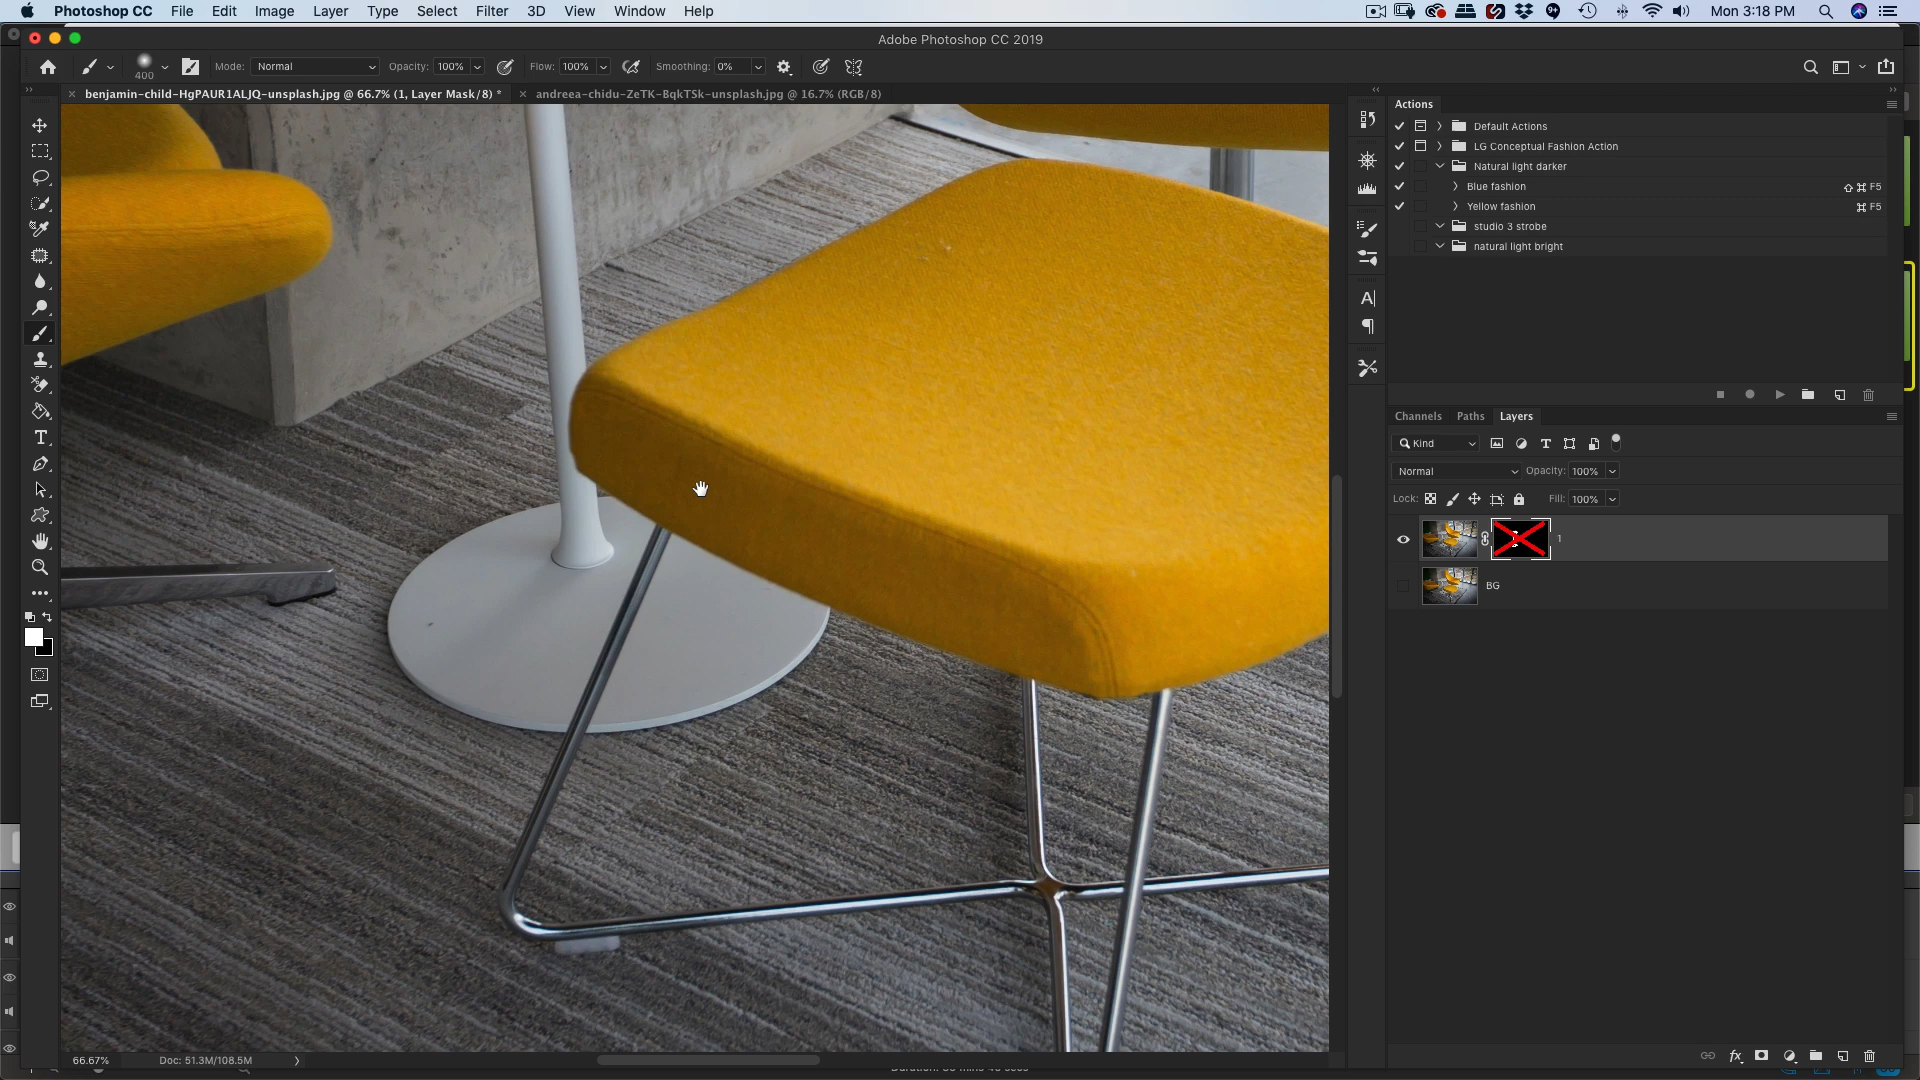 Photoshop CC File Edit Image Layer Type Select Filter 3D View Window Help
9+ Mon 3:18 PM
Adobe Photoshop CC 2019
400 Mode: Normal Opacity: 100% Flow: 100% Smoothing: 0%
benjamin-child-HgPAUR1ALJQ-unsplash.jpg @ 66.7% (1, Layer Mask/8) *
andreea-chidu-ZeTK-BqkTSk-unsplash.jpg @ 16.7% (RGB/8)
Actions
Default Actions
LG Conceptual Fashion Action
Natural light darker
Blue fashion F5
Yellow fashion F5
studio 3 strobe
natural light bright
Channels Paths Layers
Kind
Normal Opacity: 100%
Lock: Fill: 100%
1
BG
66.67% Doc: 51.3M/108.5M